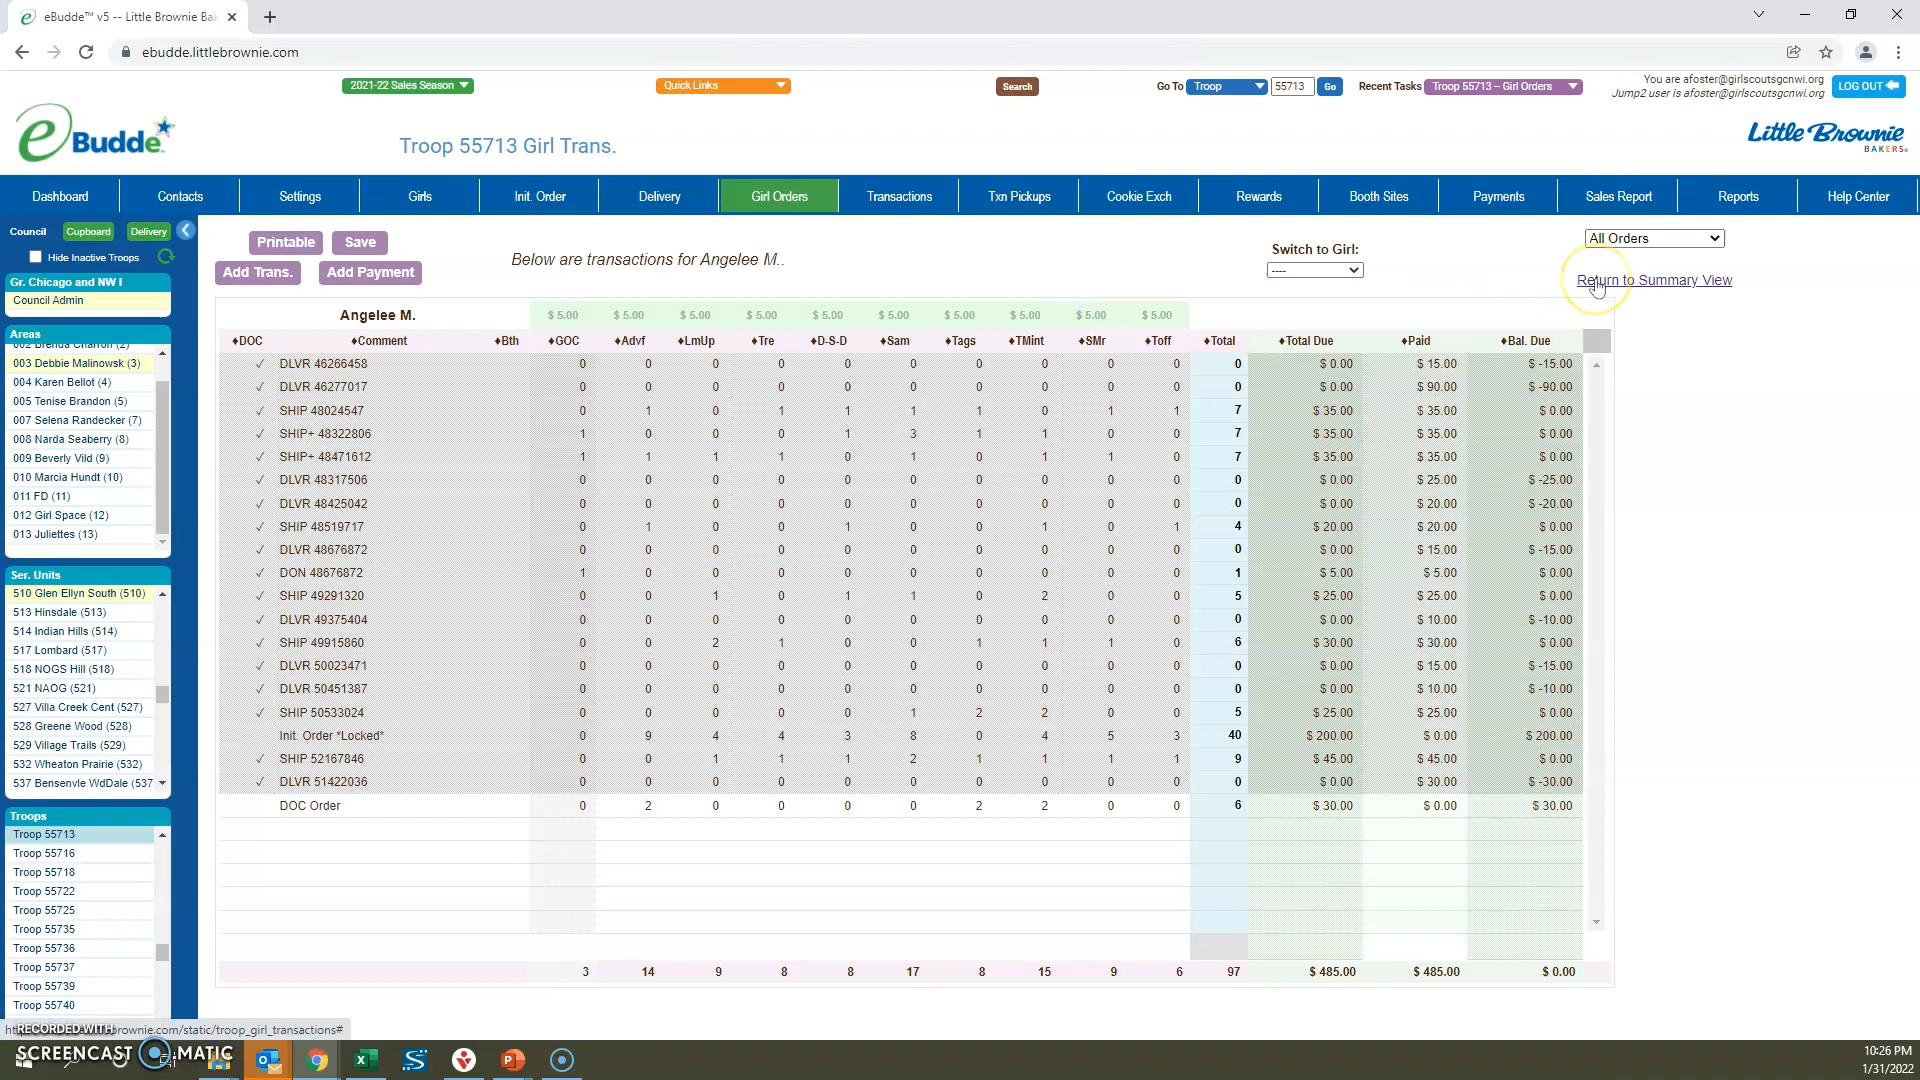 eBudde™ v5 -- Little Brownie Ba
ebudde.littlebrownie.com
2021-22 Sales Season
Quick Links
Search
Go To Troop 55713 Go
Recent Tasks Troop 55713 – Girl Orders
You are afoster@girlscoutsgcnwi.org
Jump2 user is afoster@girlscoutsgcnwi.org
LOG OUT
eBudde
Troop 55713 Girl Trans.
Little Brownie
BAKERS
Dashboard Contacts Settings Girls Init. Order Delivery Girl Orders Transactions Txn Pickups Cookie Exch Rewards Booth Sites Payments Sales Report Reports Help Center
Council Cupboard Delivery
Hide Inactive Troops
Gr. Chicago and NW I
Council Admin
Areas
002 Brenda Charron (2)
003 Debbie Malinowsk (3)
004 Karen Bellot (4)
005 Tenise Brandon (5)
007 Selena Randecker (7)
008 Narda Seaberry (8)
009 Beverly Vild (9)
010 Marcia Hundt (10)
011 FD (11)
012 Girl Space (12)
013 Juliettes (13)
Ser. Units
510 Glen Ellyn South (510)
513 Hinsdale (513)
514 Indian Hills (514)
517 Lombard (517)
518 NOGS Hill (518)
521 NAOG (521)
527 Villa Creek Cent (527)
528 Greene Wood (528)
529 Village Trails (529)
532 Wheaton Prairie (532)
537 Bensenvle WdDale (537
Troops
Troop 55713
Troop 55716
Troop 55718
Troop 55722
Troop 55725
Troop 55735
Troop 55736
Troop 55737
Troop 55739
Troop 55740
Printable Save
Add Trans. Add Payment
Below are transactions for Angelee M..
Switch to Girl:
----
All Orders
Return to Summary View
Angelee M. $ 5.00 $ 5.00 $ 5.00 $ 5.00 $ 5.00 $ 5.00 $ 5.00 $ 5.00 $ 5.00 $ 5.00
♦DOC ♦Comment ♦Bth ♦GOC ♦Advf ♦LmUp ♦Tre ♦D-S-D ♦Sam ♦Tags ♦TMint ♦SMr ♦Toff ♦Total ♦Total Due ♦Paid ♦Bal. Due
✓ DLVR 46266458 0 0 0 0 0 0 0 0 0 0 0 $ 0.00 $ 15.00 $ -15.00
✓ DLVR 46277017 0 0 0 0 0 0 0 0 0 0 0 $ 0.00 $ 90.00 $ -90.00
✓ SHIP 48024547 0 1 0 1 1 1 1 0 1 1 7 $ 35.00 $ 35.00 $ 0.00
✓ SHIP+ 48322806 1 0 0 0 1 3 1 1 0 0 7 $ 35.00 $ 35.00 $ 0.00
✓ SHIP+ 48471612 1 1 1 1 0 1 0 1 1 0 7 $ 35.00 $ 35.00 $ 0.00
✓ DLVR 48317506 0 0 0 0 0 0 0 0 0 0 0 $ 0.00 $ 25.00 $ -25.00
✓ DLVR 48425042 0 0 0 0 0 0 0 0 0 0 0 $ 0.00 $ 20.00 $ -20.00
✓ SHIP 48519717 0 1 0 0 1 0 0 1 0 1 4 $ 20.00 $ 20.00 $ 0.00
✓ DLVR 48676872 0 0 0 0 0 0 0 0 0 0 0 $ 0.00 $ 15.00 $ -15.00
✓ DON 48676872 1 0 0 0 0 0 0 0 0 0 1 $ 5.00 $ 5.00 $ 0.00
✓ SHIP 49291320 0 0 1 0 1 1 0 2 0 0 5 $ 25.00 $ 25.00 $ 0.00
✓ DLVR 49375404 0 0 0 0 0 0 0 0 0 0 0 $ 0.00 $ 10.00 $ -10.00
✓ SHIP 49915860 0 0 2 1 0 0 1 1 1 0 6 $ 30.00 $ 30.00 $ 0.00
✓ DLVR 50023471 0 0 0 0 0 0 0 0 0 0 0 $ 0.00 $ 15.00 $ -15.00
✓ DLVR 50451387 0 0 0 0 0 0 0 0 0 0 0 $ 0.00 $ 10.00 $ -10.00
✓ SHIP 50533024 0 0 0 0 0 1 2 2 0 0 5 $ 25.00 $ 25.00 $ 0.00
Init. Order *Locked* 0 9 4 4 3 8 0 4 5 3 40 $ 200.00 $ 0.00 $ 200.00
✓ SHIP 52167846 0 0 1 1 1 2 1 1 1 1 9 $ 45.00 $ 45.00 $ 0.00
✓ DLVR 51422036 0 0 0 0 0 0 0 0 0 0 0 $ 0.00 $ 30.00 $ -30.00
DOC Order 0 2 0 0 0 0 2 2 0 0 6 $ 30.00 $ 0.00 $ 30.00
3 14 9 8 8 17 8 15 9 6 97 $ 485.00 $ 485.00 $ 0.00
brownie.com/static/troop_girl_transactions#
RECORDED WITH
SCREENCAST MATIC
10:26 PM
1/31/2022